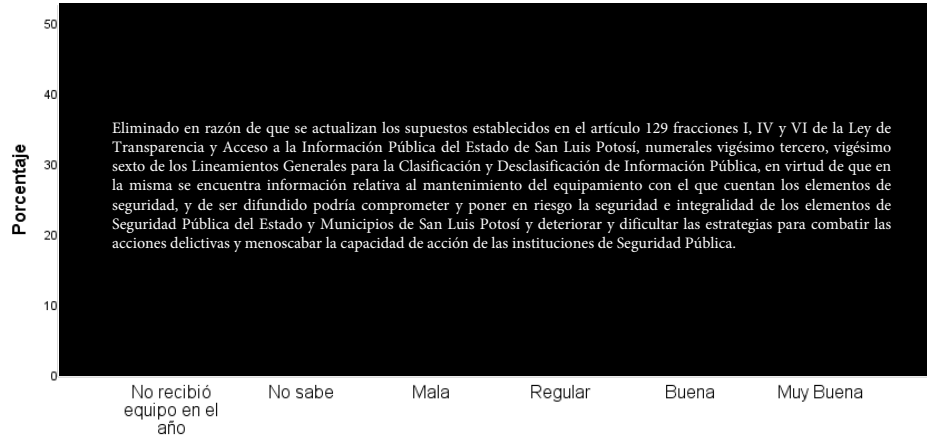 50
40
Eliminado en razón de que se actualizan los supuestos establecidos en el artículo 129 fracciones I, IV y VI de la Ley de
Transparencia y Acceso a la Información Pública del Estado de San Luis Potosí, numerales vigésimo tercero, vigésimo
sexto de los Lineamientos Generales para la Clasificación y Desclasificación de Información Pública, en virtud de que en
la misma se encuentra información relativa al mantenimiento del equipamiento con el que cuentan los elementos de
seguridad, y de ser difundido podría comprometer y poner en riesgo la seguridad e integralidad de los elementos de
Seguridad Pública del Estado y Municipios de San Luis Potosí y deteriorar y dificultar las estrategias para combatir las
acciones delictivas y menoscabar la capacidad de acción de las instituciones de Seguridad Pública.
Porcentaje
30
20
10
0
No recibió
equipo en el
año
No sabe
Mala
Regular
Buena
Muy Buena